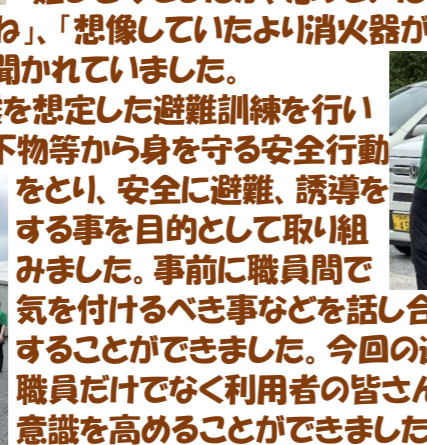 ね」、「想像していたより消火器が
聞かれていました。
を想定した避難訓練を行い
下物等から身を守る安全行動
をとり、安全に避難、誘導を
する事を目的として取り組
みました。事前に職員間で
気を付けるべき事などを話し合
することができました。今回の
職員だけでなく利用者の皆さん
意識を高めることができました